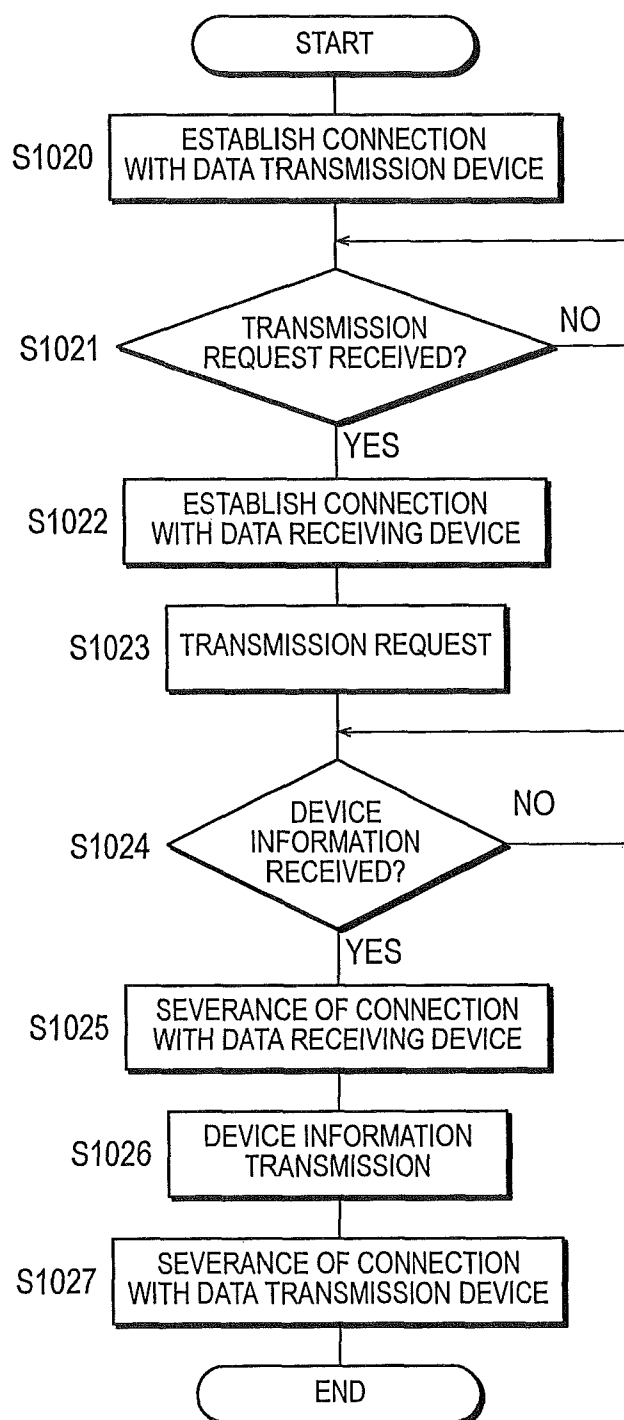 START
S1020
ESTABLISH CONNECTION
WITH DATA TRANSMISSION DEVICE
S1021
TRANSMISSION
REQUEST RECEIVED?
NO
YES
S1022
ESTABLISH CONNECTION
WITH DATA RECEIVING DEVICE
S1023
TRANSMISSION REQUEST
S1024
DEVICE
INFORMATION
RECEIVED?
NO
YES
S1025
SEVERANCE OF CONNECTION
WITH DATA RECEIVING DEVICE
S1026
DEVICE INFORMATION
TRANSMISSION
S1027
SEVERANCE OF CONNECTION
WITH DATA TRANSMISSION DEVICE
END